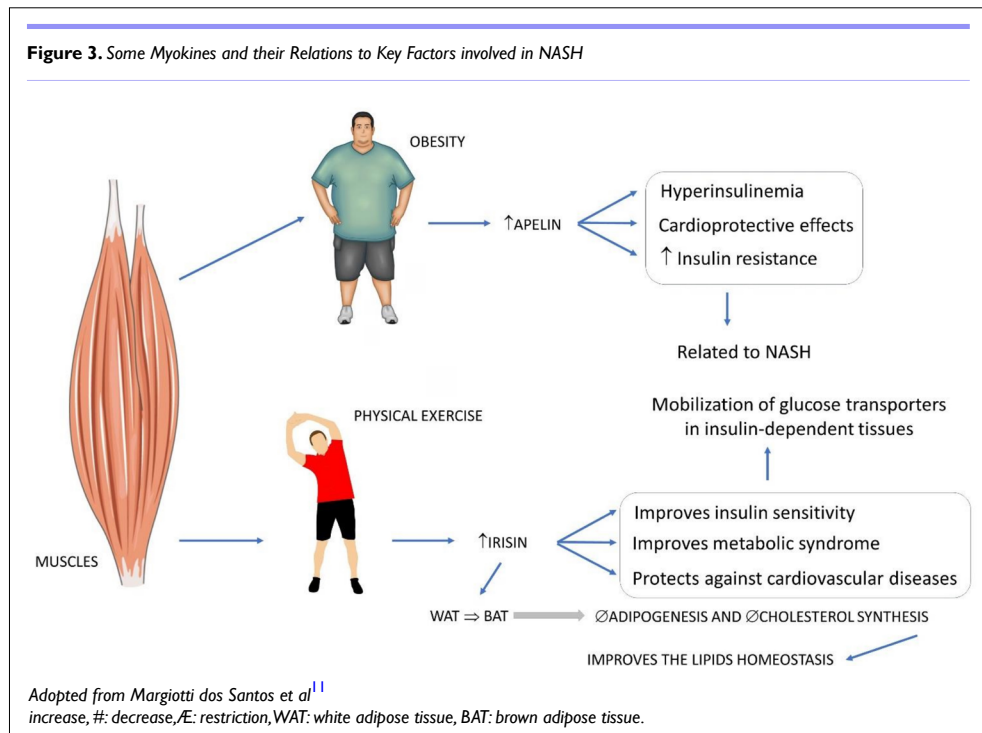 Figure 3. Some Myokines and their Relations to Key Factors involved in NASH
OBESITY
↑APELIN
Hyperinsulinemia
Cardioprotective effects
↑ Insulin resistance
Related to NASH
MUSCLES
PHYSICAL EXERCISE
↑IRISIN
Mobilization of glucose transporters
in insulin-dependent tissues
Improves insulin sensitivity
Improves metabolic syndrome
Protects against cardiovascular diseases
WAT ⇒ BAT
∅ADIPOGENESIS AND ∅CHOLESTEROL SYNTHESIS
IMPROVES THE LIPIDS HOMEOSTASIS
Adopted from Margiotti dos Santos et al11
increase, #: decrease,Æ: restriction,WAT: white adipose tissue, BAT: brown adipose tissue.